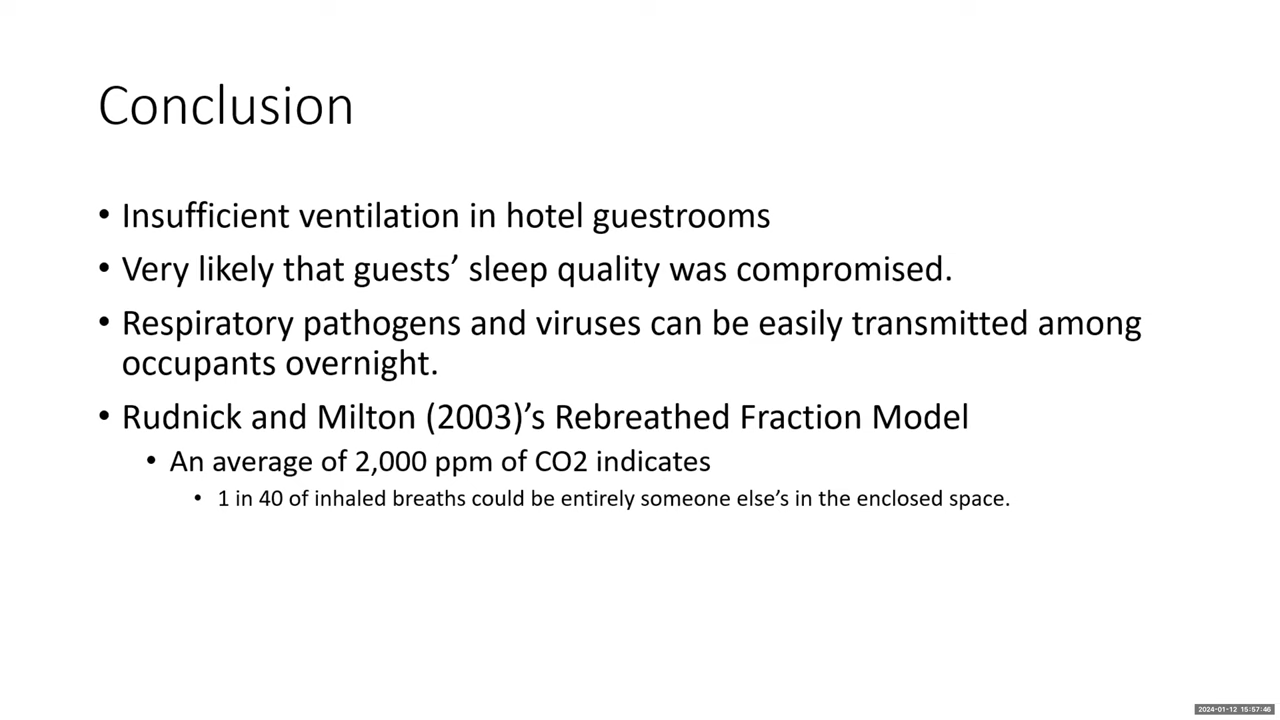 Conclusion
• Insufficient ventilation in hotel guestrooms
• Very likely that guests’ sleep quality was compromised.
• Respiratory pathogens and viruses can be easily transmitted among
occupants overnight.
• Rudnick and Milton (2003)’s Rebreathed Fraction Model
• An average of 2,000 ppm of CO2 indicates
• 1 in 40 of inhaled breaths could be entirely someone else’s in the enclosed space.
2024-01-12 15:57:46